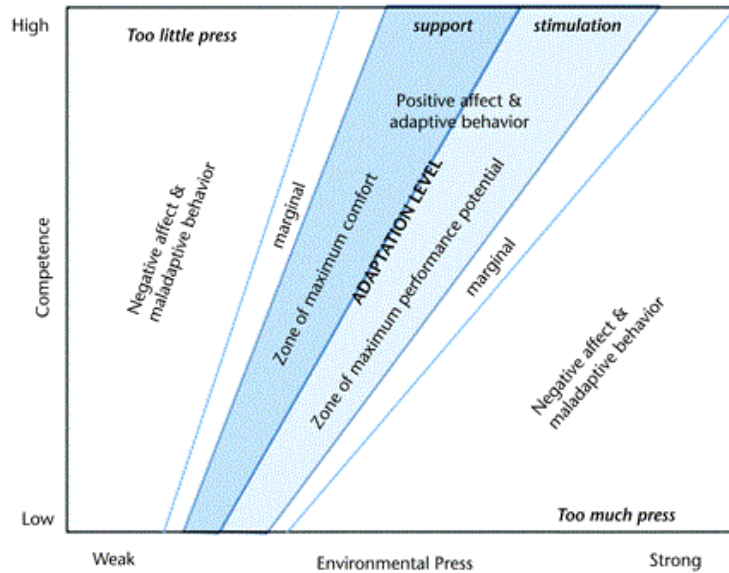 High
Too little press
support
stimulation
Positive affect &
adaptive behavior
Negative affect &
maladaptive behavior
marginal
Zone of maximum comfort
ADAPTATION LEVEL
Zone of maximum performance potential
marginal
Negative affect &
maladaptive behavior
Competence
Low
Too much press
Weak
Environmental Press
Strong